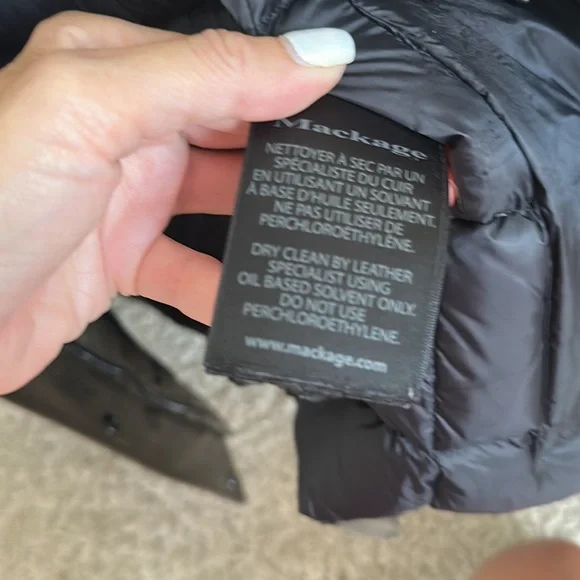 Mackage
NETTOYER À SEC PAR UN
SPÉCIALISTE DU CUIR
EN UTILISANT UN SOLVANT
À BASE D'HUILE SEULEMENT.
NE PAS UTILISER DE
PERCHLOROETHYLÈNE.
DRY CLEAN BY LEATHER
SPECIALIST USING
OIL BASED SOLVENT ONLY.
DO NOT USE
PERCHLOROETHYLENE.
www.mackage.com